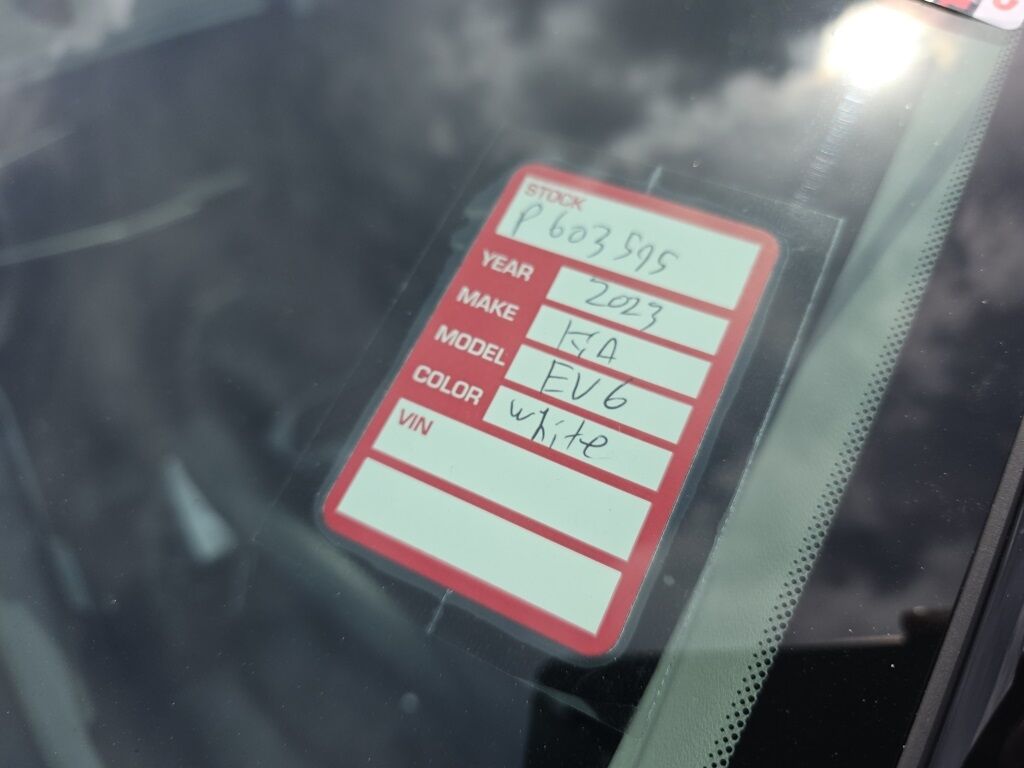 STOCK
P603595
YEAR 2023
MAKE KIA
MODEL EV6
COLOR white
VIN